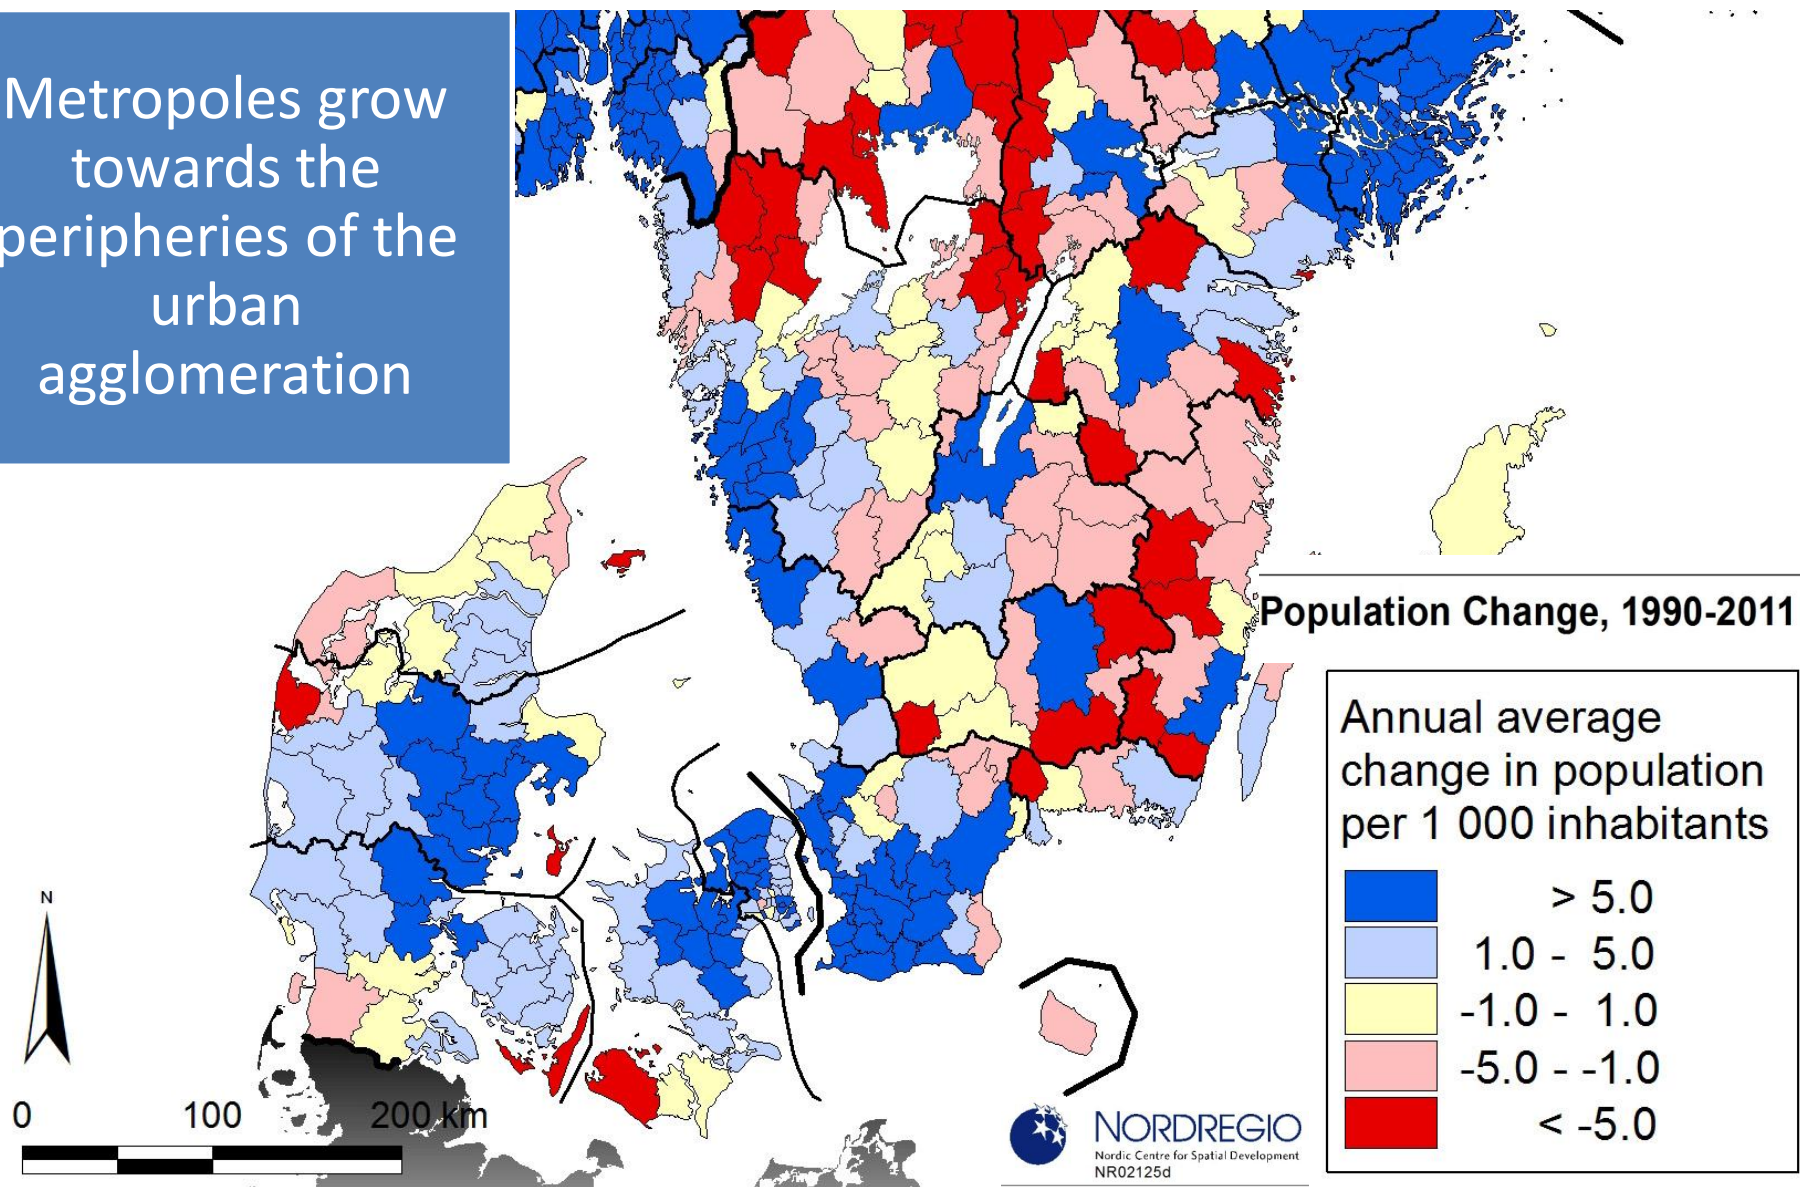 Metropoles grow
towards the
peripheries of the
urban
agglomeration
Population Change, 1990-2011
Annual average
change in population
per 1 000 inhabitants
> 5.0
1.0 - 5.0
-1.0 - 1.0
-5.0 - -1.0
< -5.0
N
0 100 200 km
NORDREGIO
Nordic Centre for Spatial Development
NR02125d